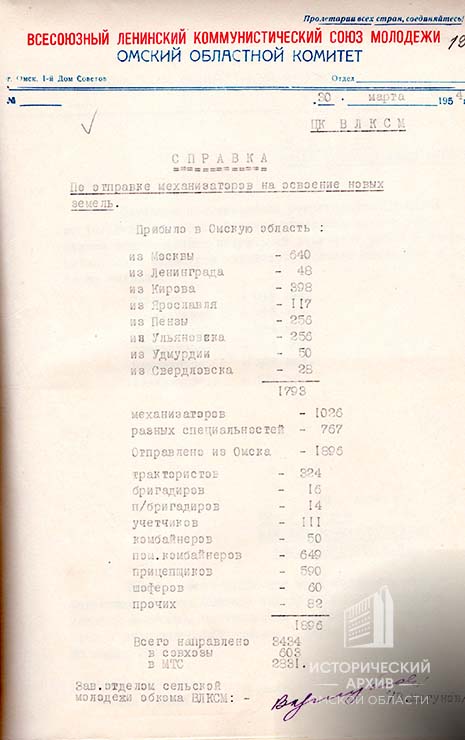 Пролетарии всех стран, соединяйтесь!
ВСЕСОЮЗНЫЙ ЛЕНИНСКИЙ КОММУНИСТИЧЕСКИЙ СОЮЗ МОЛОДЕЖИ
ОМСКИЙ ОБЛАСТНОЙ КОМИТЕТ
г. Омск, 1-й Дом Советов Отдел
№ 30 марта 1954
ЦК ВЛКСМ
СПРАВКА
По отправке механизаторов на освоение новых
земель.
Прибыло в Омскую область :
из Москвы - 640
из Ленинграда - 48
из Кирова - 398
из Ярославля - 117
из Пензы - 256
из Ульяновска - 256
из Удмурдии - 50
из Свердловска - 28
1793
механизаторов - 1026
разных специальностей - 767
Отправлено из Омска - 1896
трактористов - 324
бригадиров - 16
п/бригадиров - 14
учетчиков - 111
комбайнеров - 50
пом.комбайнеров - 649
прицепщиков - 590
шоферов - 60
прочих - 82
1896
Всего направлено 3434
в совхозы 603
в МТС 2831.
Зав.отделом сельской
молодежи обкома ВЛКСМ: -
ИСТОРИЧЕСКИЙ
АРХИВ
ОМСКОЙ ОБЛАСТИ